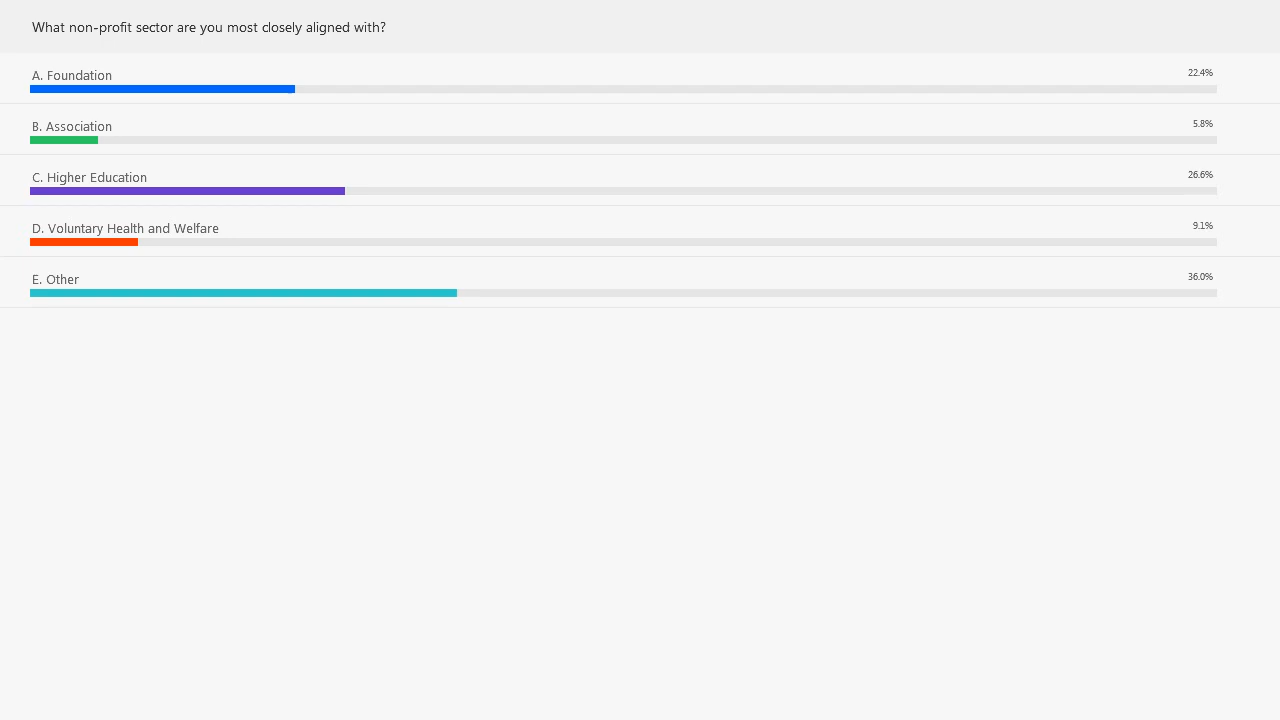 What non-profit sector are you most closely aligned with?
A. Foundation
22.4%
B. Association
5.8%
C. Higher Education
26.6%
D. Voluntary Health and Welfare
9.1%
E. Other
36.0%